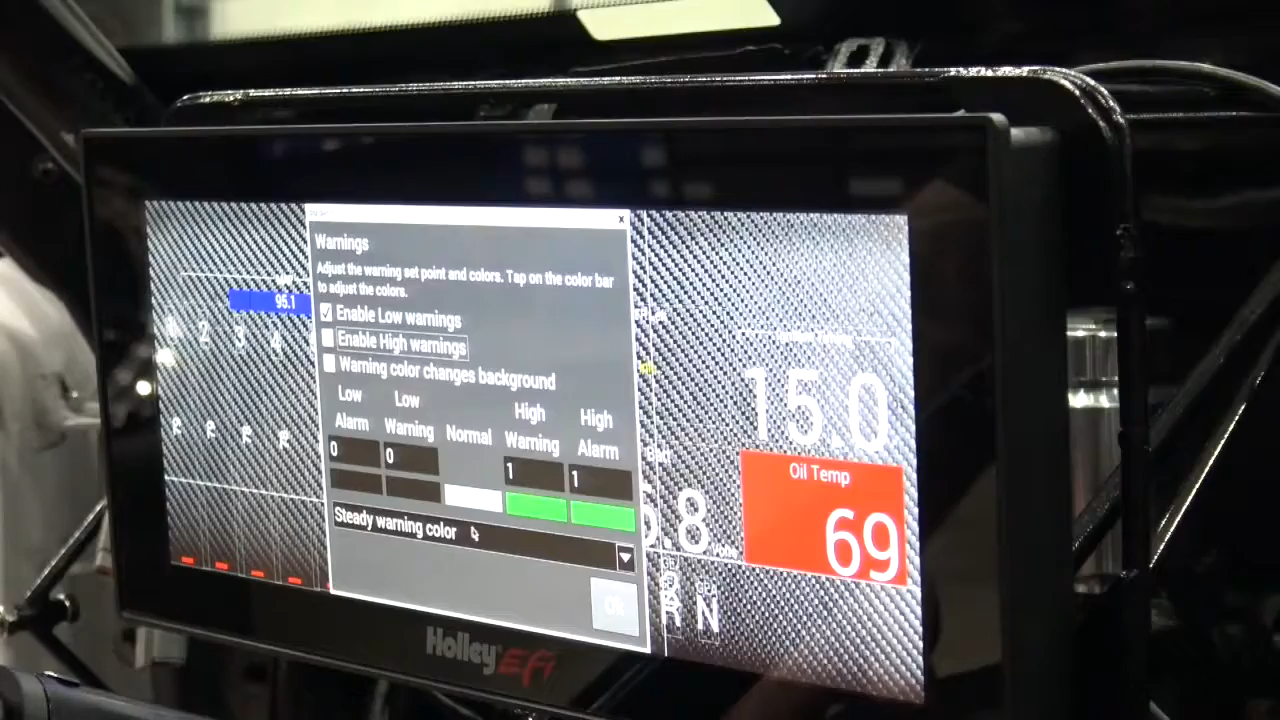 x
Warnings
Adjust the warning set point and colors. Tap on the color bar
to adjust the colors.
Enable Low warnings
Enable High warnings
Warning color changes background
Low
Alarm
Low
Warning
Normal
High
Warning
High
Alarm
0
0
1
1
Steady warning color
Ok
95.1
2
3
4
15.0
Oil Temp
69
.8
Volts
R
N
Holley EFI